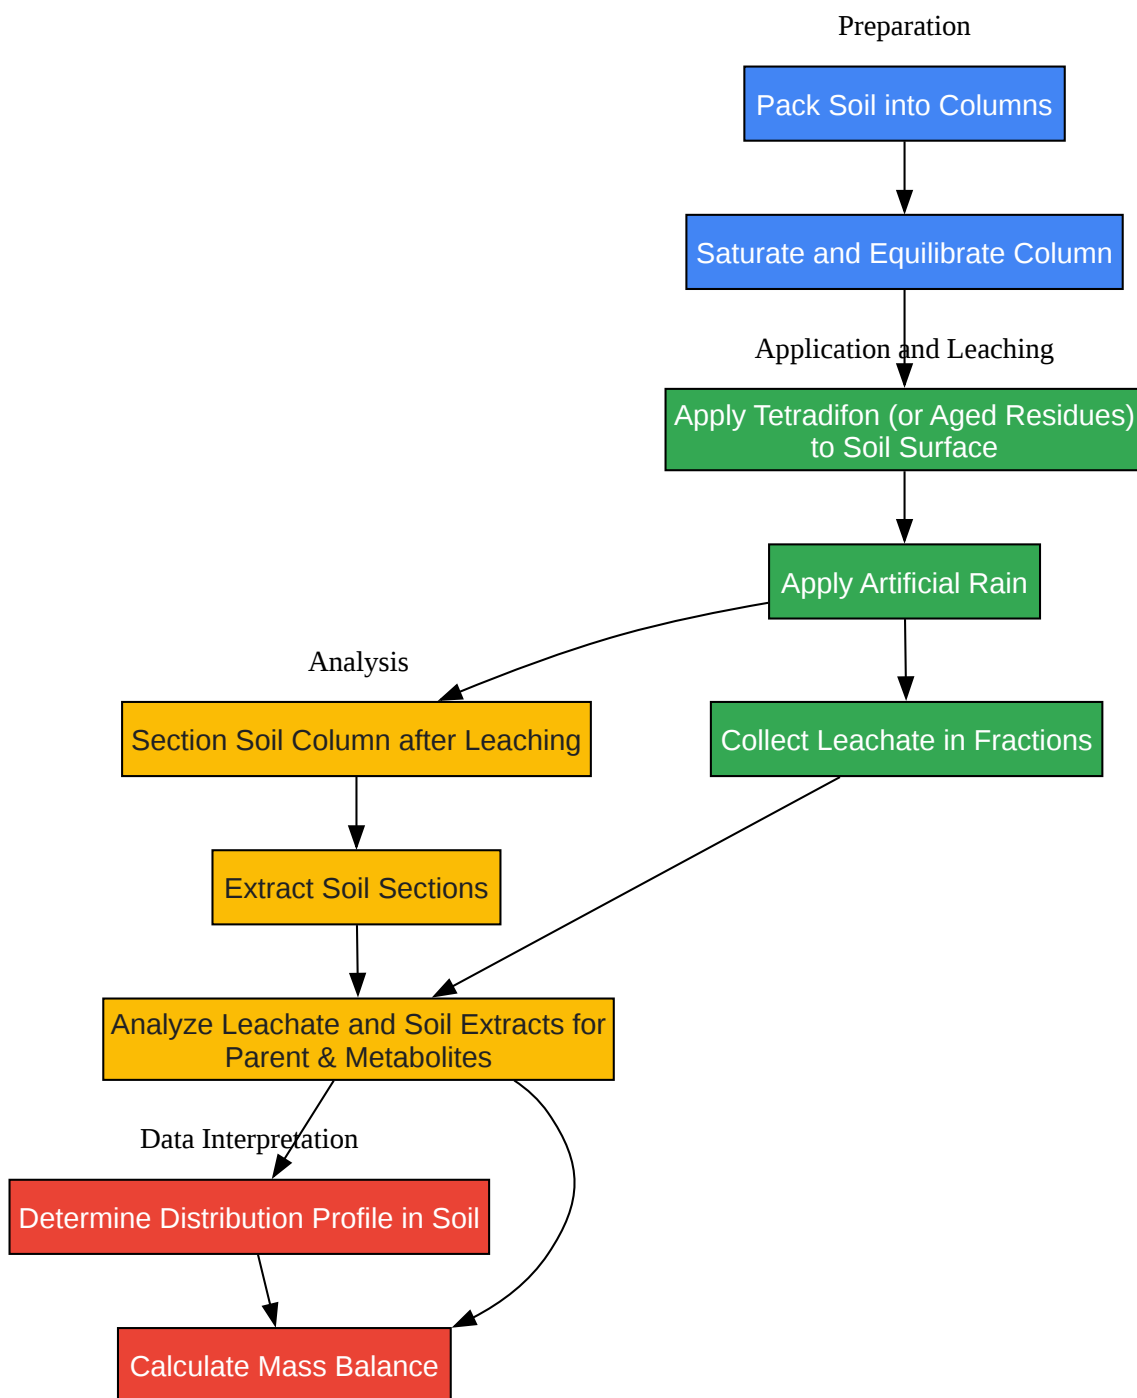 Preparation
Pack Soil into Columns
Saturate and Equilibrate Column
Application and Leaching
Apply Tetradifon (or Aged Residues)
to Soil Surface
Apply Artificial Rain
Analysis
Section Soil Column after Leaching
Collect Leachate in Fractions
Extract Soil Sections
Analyze Leachate and Soil Extracts for
Parent & Metabolites
Data Interpretation
Determine Distribution Profile in Soil
Calculate Mass Balance